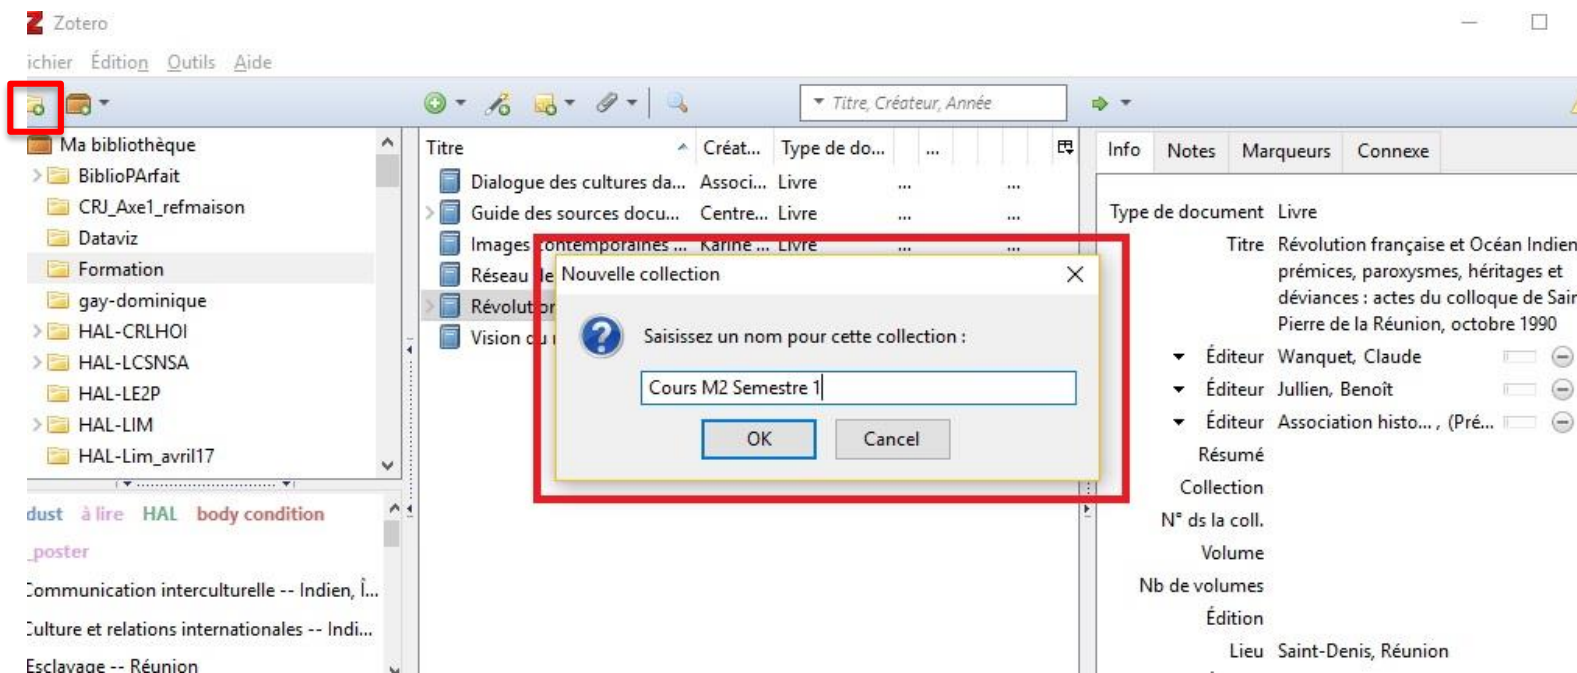 Zotero
ichier Édition Outils Aide
Titre, Créateur, Année
Ma bibliothèque
BiblioPArfait
CRJ_Axe1_refmaison
Dataviz
Formation
gay-dominique
HAL-CRLHOI
HAL-LCSNSA
HAL-LE2P
HAL-LIM
HAL-Lim_avril17
dust à lire HAL body condition
_poster
Communication interculturelle -- Indien, Î...
Culture et relations internationales -- Indi...
Esclavage -- Réunion
Titre Créat... Type de do... ...
Dialogue des cultures da... Associ... Livre ... ...
Guide des sources docu... Centre... Livre ... ...
Images contemporaines ... Karine ... Livre ... ...
Réseau de
Révolution
Vision du
Nouvelle collection
Saisissez un nom pour cette collection :
Cours M2 Semestre 1
OK Cancel
Info Notes Marqueurs Connexe
Type de document Livre
Titre Révolution française et Océan Indien
prémices, paroxysmes, héritages et
déviances : actes du colloque de Sain
Pierre de la Réunion, octobre 1990
Éditeur Wanquet, Claude
Éditeur Jullien, Benoît
Éditeur Association histo... , (Pré...
Résumé
Collection
N° ds la coll.
Volume
Nb de volumes
Édition
Lieu Saint-Denis, Réunion